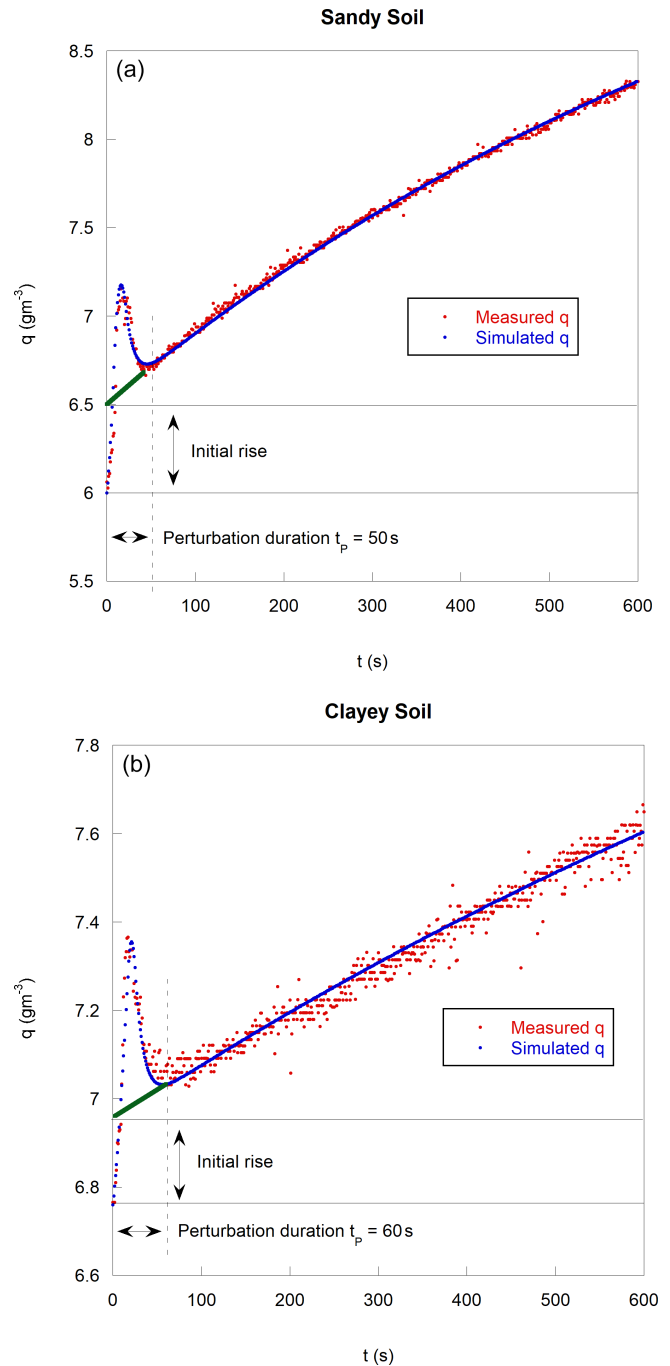 Sandy Soil
(a)
8.5
8
7.5
7
6.5
6
5.5
q (gm-3)
Measured q
Simulated q
Initial rise
Perturbation duration tP = 50 s
0 100 200 300 400 500 600
t (s)
Clayey Soil
(b)
7.8
7.6
7.4
7.2
7
6.8
6.6
q (gm-3)
Measured q
Simulated q
Initial rise
Perturbation duration tP = 60 s
0 100 200 300 400 500 600
t (s)